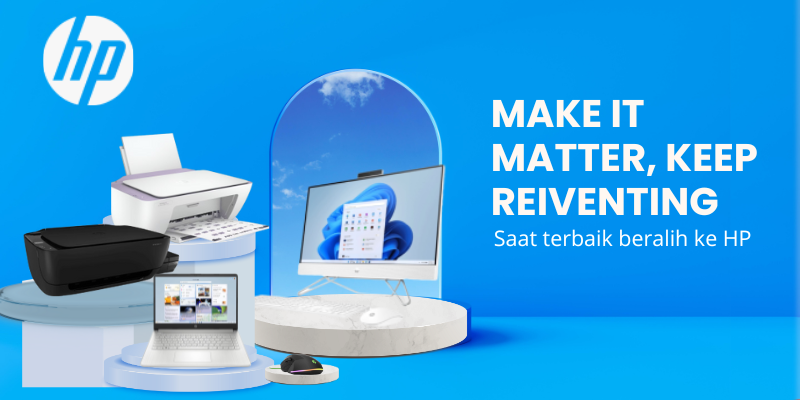 hp
MAKE IT
MATTER, KEEP
REIVENTING
Saat terbaik beralih ke HP